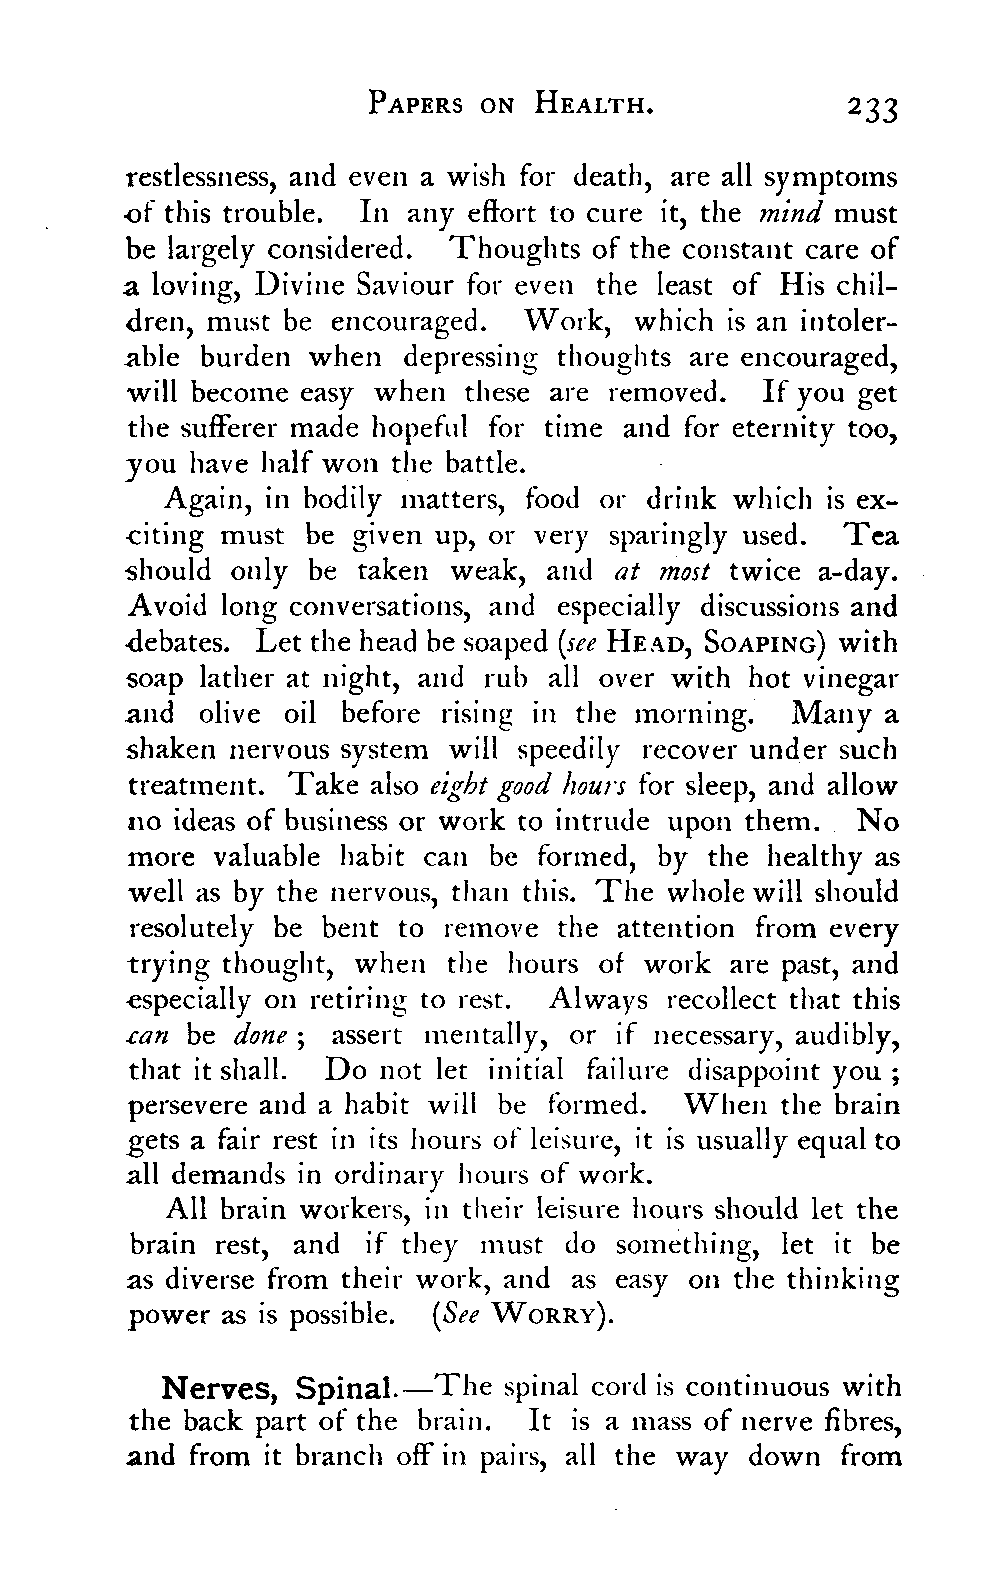 PAPERS ON HEALTH. 233
restlessness, and even a wish for death, are all symptoms
of this trouble. In any effort to cure it, the mind must
be largely considered. Thoughts of the constant care of
a loving, Divine Saviour for even the least of His chil-
dren, must be encouraged. Work, which is an intoler-
able burden when depressing thoughts are encouraged,
will become easy when these are removed. If you get
the sufferer made hopeful for time and for eternity too,
you have half won the battle.
Again, in bodily matters, food or drink which is ex-
citing must be given up, or very sparingly used. Tea
should only be taken weak, and at most twice a-day.
Avoid long conversations, and especially discussions and
debates. Let the head be soaped (see HEAD, SOAPING) with
soap lather at night, and rub all over with hot vinegar
and olive oil before rising in the morning. Many a
shaken nervous system will speedily recover under such
treatment. Take also eight good hours for sleep, and allow
no ideas of business or work to intrude upon them. No
more valuable habit can be formed, by the healthy as
well as by the nervous, than this. The whole will should
resolutely be bent to remove the attention from every
trying thought, when the hours of work are past, and
especially on retiring to rest. Always recollect that this
can be done ; assert mentally, or if necessary, audibly,
that it shall. Do not let initial failure disappoint you ;
persevere and a habit will be formed. When the brain
gets a fair rest in its hours of leisure, it is usually equal to
all demands in ordinary hours of work.
All brain workers, in their leisure hours should let the
brain rest, and if they must do something, let it be
as diverse from their work, and as easy on the thinking
power as is possible. (See WORRY).
Nerves, Spinal.—The spinal cord is continuous with
the back part of the brain. It is a mass of nerve fibres,
and from it branch off in pairs, all the way down from